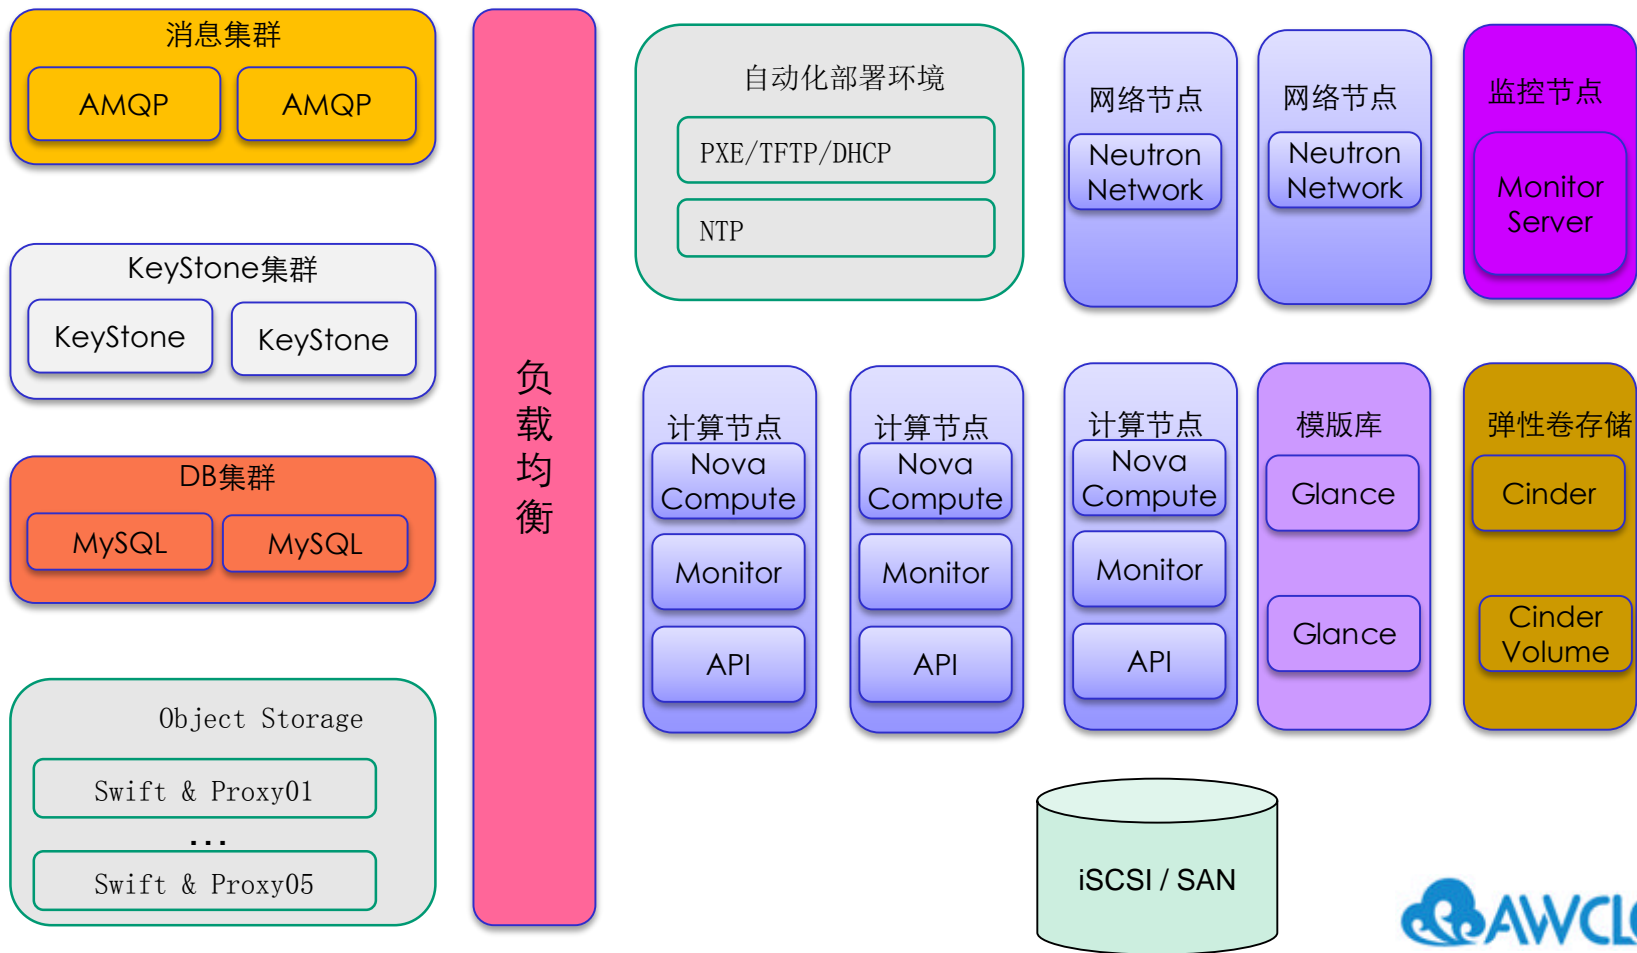 消息集群
AMQP
AMQP
KeyStone集群
KeyStone
KeyStone
DB集群
MySQL
MySQL
Object Storage
Swift & Proxy01
...
Swift & Proxy05
负
载
均
衡
自动化部署环境
PXE/TFTP/DHCP
NTP
网络节点
Neutron
Network
网络节点
Neutron
Network
监控节点
Monitor
Server
计算节点
Nova
Compute
Monitor
API
计算节点
Nova
Compute
Monitor
API
计算节点
Nova
Compute
Monitor
API
模版库
Glance
Glance
弹性卷存储
Cinder
Cinder
Volume
iSCSI / SAN
AWCLO